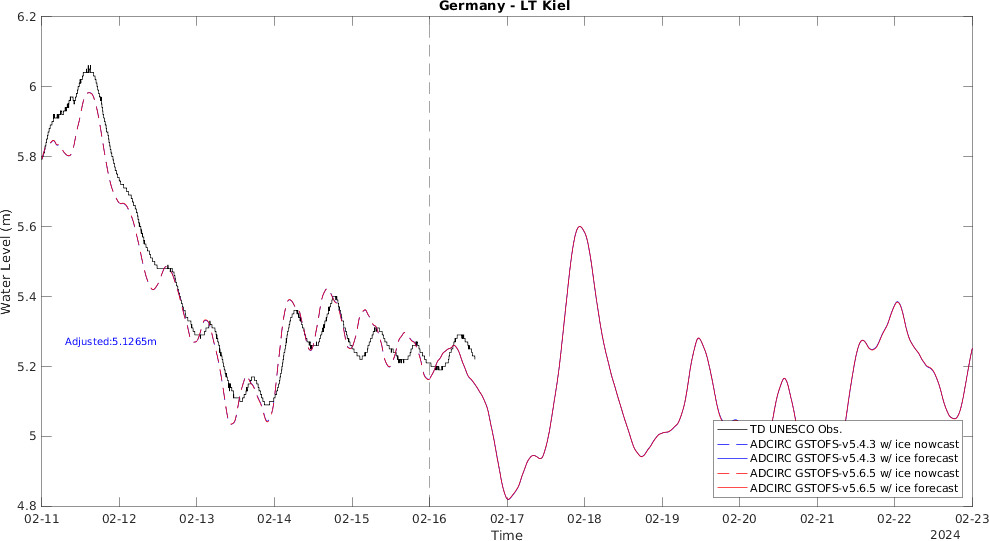 Germany - LT Kiel
6.2
6
5.8
5.6
5.4
5.2
5
4.8
Water Level (m)
Adjusted:5.1265m
TD UNESCO Obs.
ADCIRC GSTOFS-v5.4.3 w/ ice nowcast
ADCIRC GSTOFS-v5.4.3 w/ ice forecast
ADCIRC GSTOFS-v5.6.5 w/ ice nowcast
ADCIRC GSTOFS-v5.6.5 w/ ice forecast
02-11 02-12 02-13 02-14 02-15 02-16 02-17 02-18 02-19 02-20 02-21 02-22 02-23
Time
2024